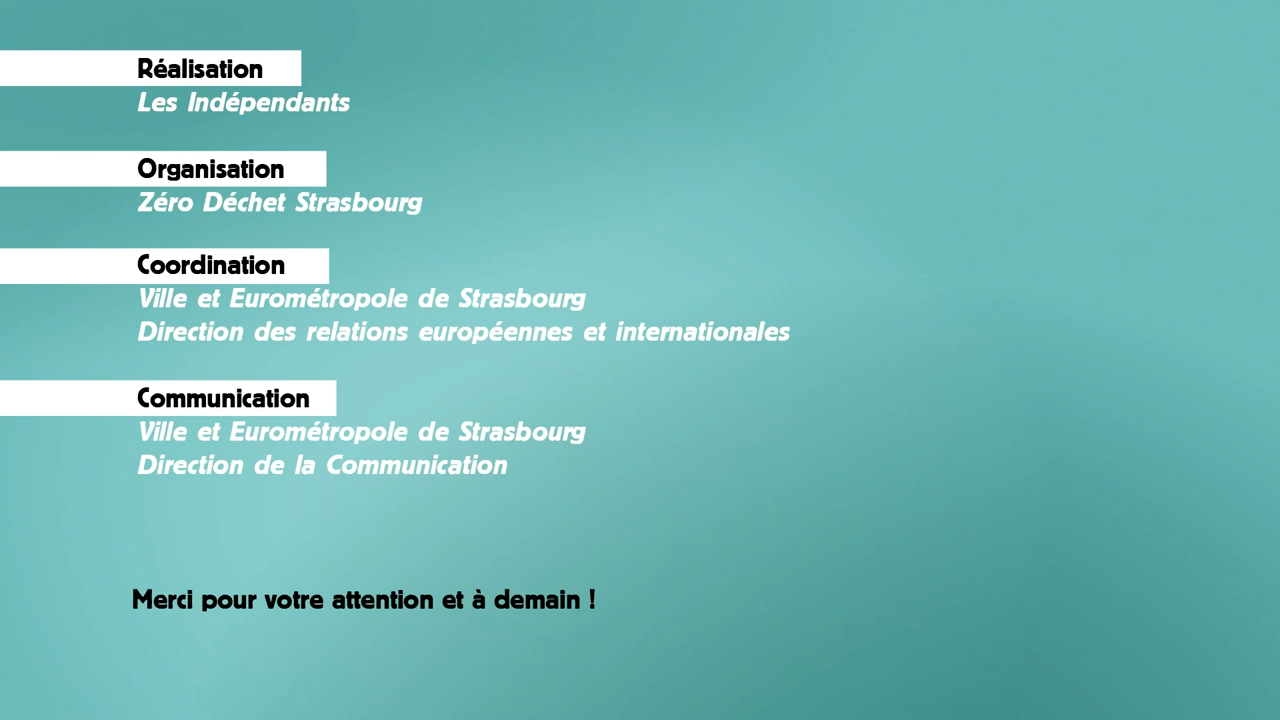 Réalisation
Les Indépendants
Organisation
Zéro Déchet Strasbourg
Coordination
Ville et Eurométropole de Strasbourg
Direction des relations européennes et internationales
Communication
Ville et Eurométropole de Strasbourg
Direction de la Communication
Merci pour votre attention et à demain !